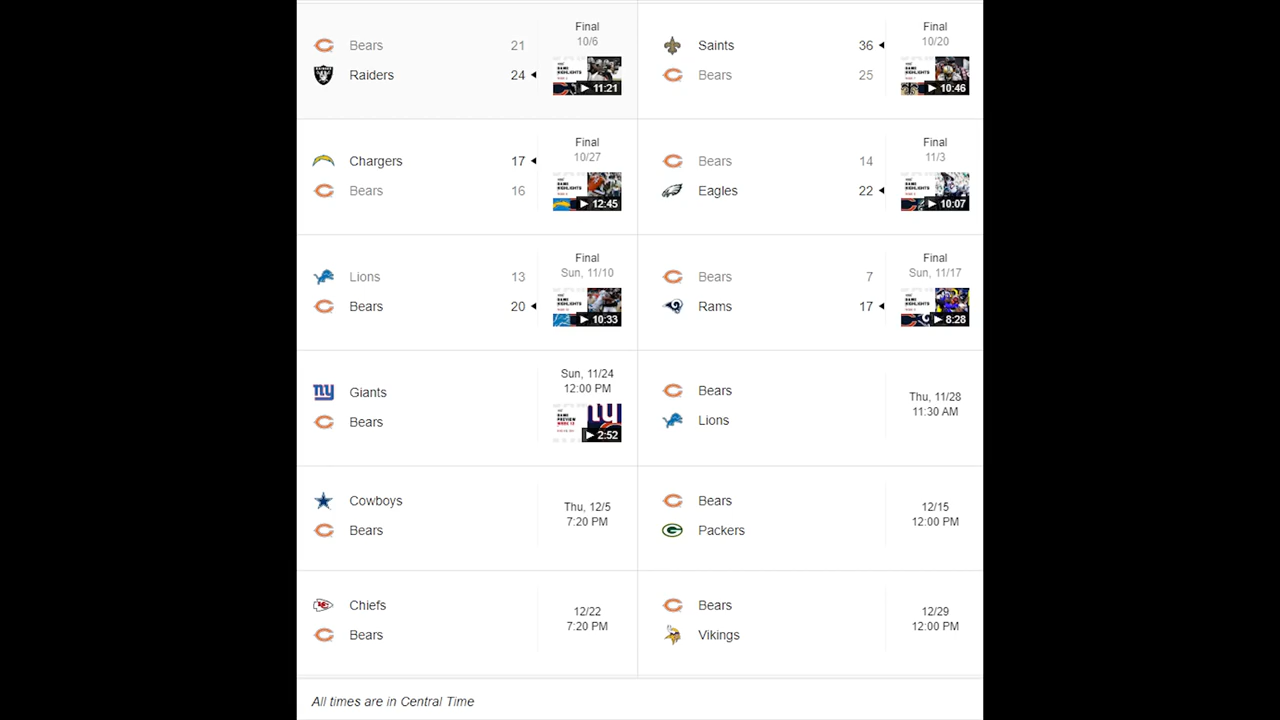 Bears 21
Raiders 24
Final
10/6
11:21
Saints 36
Bears 25
Final
10/20
10:46
Chargers 17
Bears 16
Final
10/27
12:45
Bears 14
Eagles 22
Final
11/3
10:07
Lions 13
Bears 20
Final
Sun, 11/10
10:33
Bears 7
Rams 17
Final
Sun, 11/17
8:28
Giants
Bears
Sun, 11/24
12:00 PM
2:52
Bears
Lions
Thu, 11/28
11:30 AM
Cowboys
Bears
Thu, 12/5
7:20 PM
Bears
Packers
12/15
12:00 PM
Chiefs
Bears
12/22
7:20 PM
Bears
Vikings
12/29
12:00 PM
All times are in Central Time